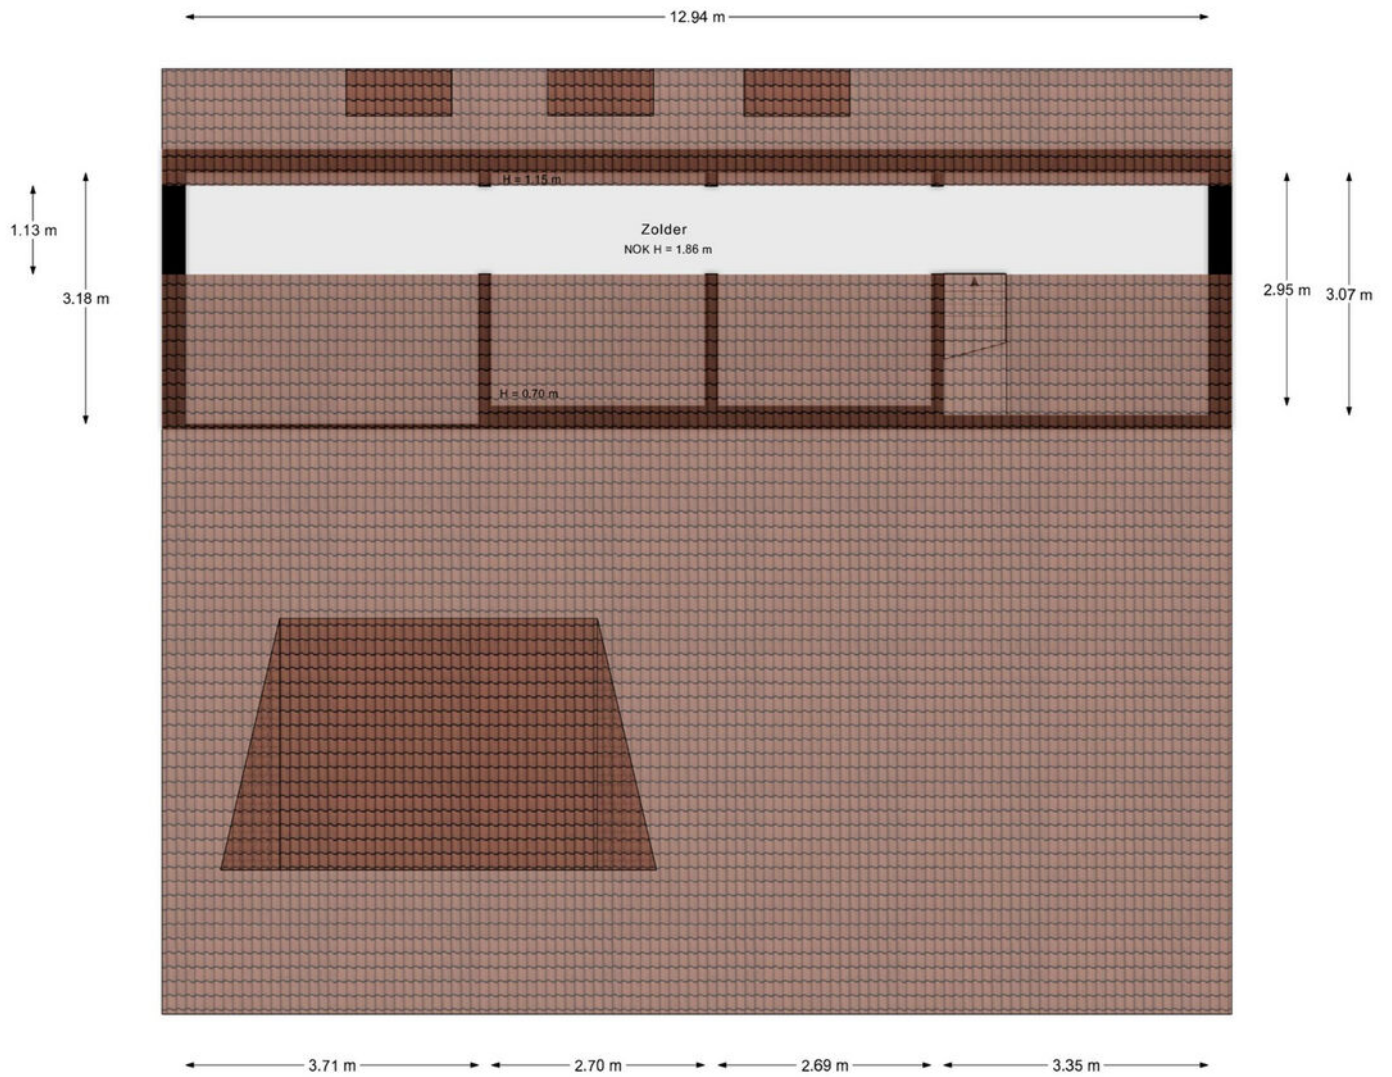 12.94 m
H = 1.15 m
1.13 m
Zolder
NOK H = 1.86 m
3.18 m
2.95 m
3.07 m
H = 0.70 m
3.71 m
2.70 m
2.69 m
3.35 m